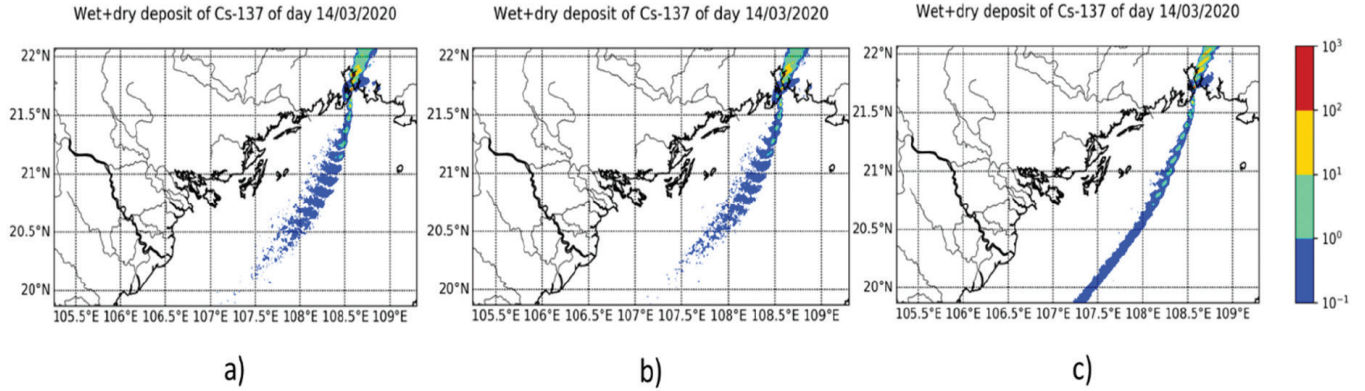 Wet+dry deposit of Cs-137 of day 14/03/2020
22°N
21.5°N
21°N
20.5°N
20°N
105.5°E 106°E 106.5°E 107°E 107.5°E 108°E 108.5°E 109°E
a)
Wet+dry deposit of Cs-137 of day 14/03/2020
22°N
21.5°N
21°N
20.5°N
20°N
105.5°E 106°E 106.5°E 107°E 107.5°E 108°E 108.5°E 109°E
b)
Wet+dry deposit of Cs-137 of day 14/03/2020
22°N
21.5°N
21°N
20.5°N
20°N
105.5°E 106°E 106.5°E 107°E 107.5°E 108°E 108.5°E 109°E
c)
10³
10²
10¹
10⁰
10⁻¹